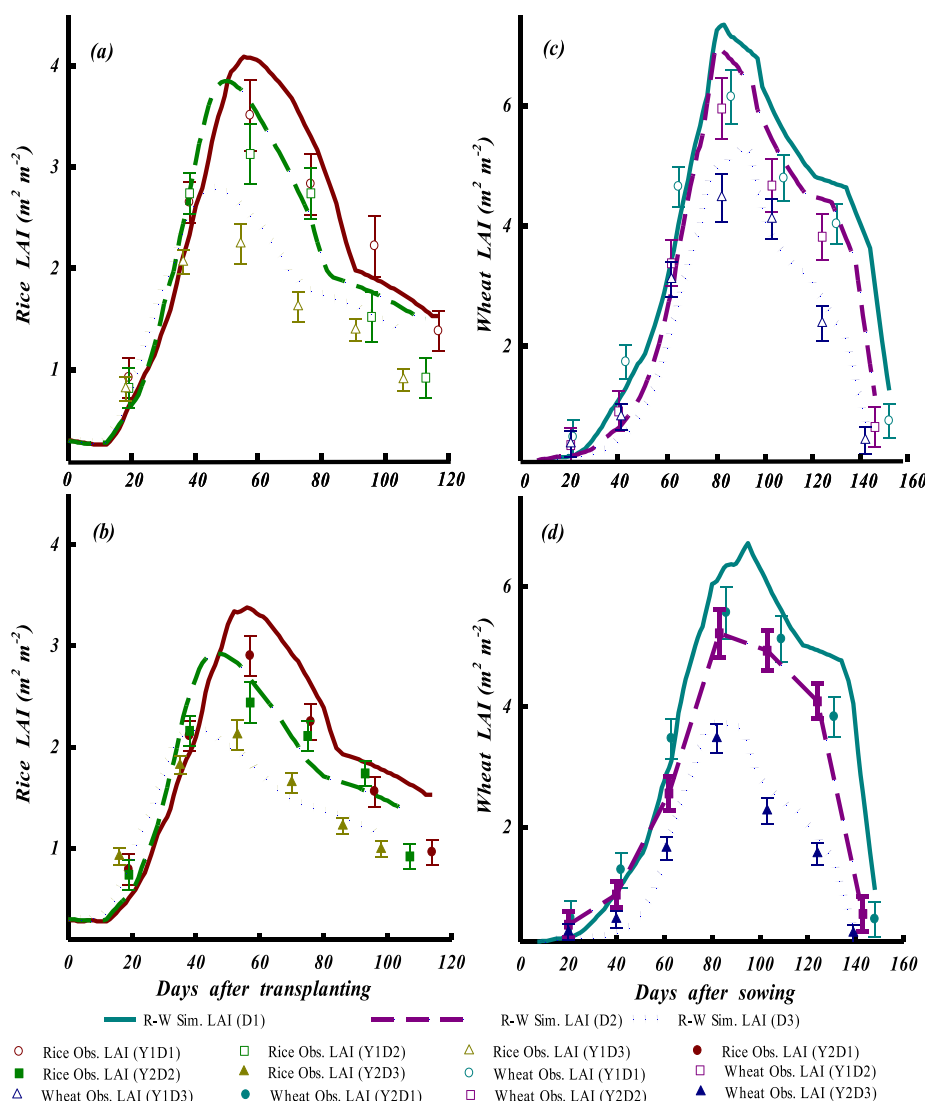 (a)
Rice LAI (m² m⁻²)
4
3
2
1
0 20 40 60 80 100 120
(c)
Wheat LAI (m² m⁻²)
6
4
2
0 20 40 60 80 100 120 140 160
(b)
Rice LAI (m² m⁻²)
4
3
2
1
0 20 40 60 80 100 120
Days after transplanting
(d)
Wheat LAI (m² m⁻²)
6
4
2
0 20 40 60 80 100 120 140 160
Days after sowing
R-W Sim. LAI (D1) R-W Sim. LAI (D2) R-W Sim. LAI (D3)
Rice Obs. LAI (Y1D1) Rice Obs. LAI (Y1D2) Rice Obs. LAI (Y1D3) Rice Obs. LAI (Y2D1)
Rice Obs. LAI (Y2D2) Rice Obs. LAI (Y2D3) Wheat Obs. LAI (Y1D1) Wheat Obs. LAI (Y1D2)
Wheat Obs. LAI (Y1D3) Wheat Obs. LAI (Y2D1) Wheat Obs. LAI (Y2D2) Wheat Obs. LAI (Y2D3)